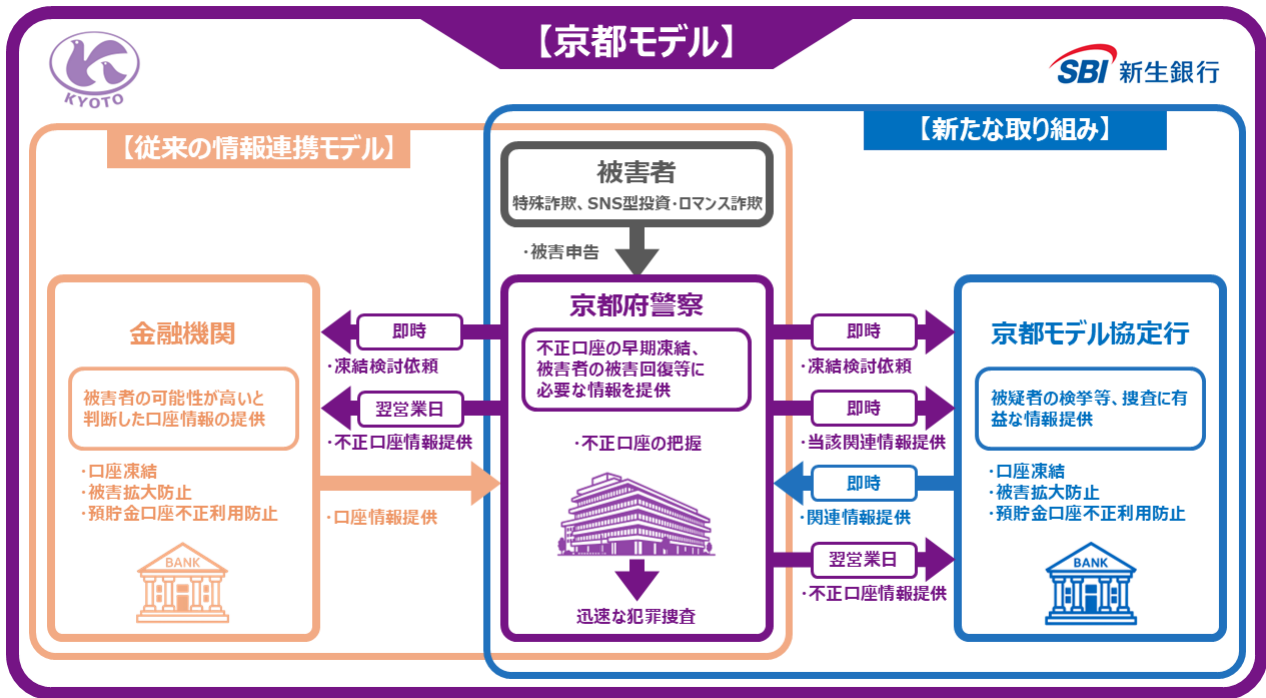 【京都モデル】
KYOTO
SBI 新生銀行
【従来の情報連携モデル】
【新たな取り組み】
被害者
特殊詐欺、SNS型投資・ロマンス詐欺
・被害申告
金融機関
被害者の可能性が高いと
判断した口座情報の提供
・口座凍結
・被害拡大防止
・預貯金口座不正利用防止
BANK
即時
・凍結検討依頼
翌営業日
・不正口座情報提供
・口座情報提供
京都府警察
不正口座の早期凍結、
被害者の被害回復等に
必要な情報を提供
・不正口座の把握
迅速な犯罪捜査
即時
・凍結検討依頼
即時
・当該関連情報提供
即時
・関連情報提供
翌営業日
・不正口座情報提供
京都モデル協定行
被疑者の検挙等、捜査に有
益な情報提供
・口座凍結
・被害拡大防止
・預貯金口座不正利用防止
BANK